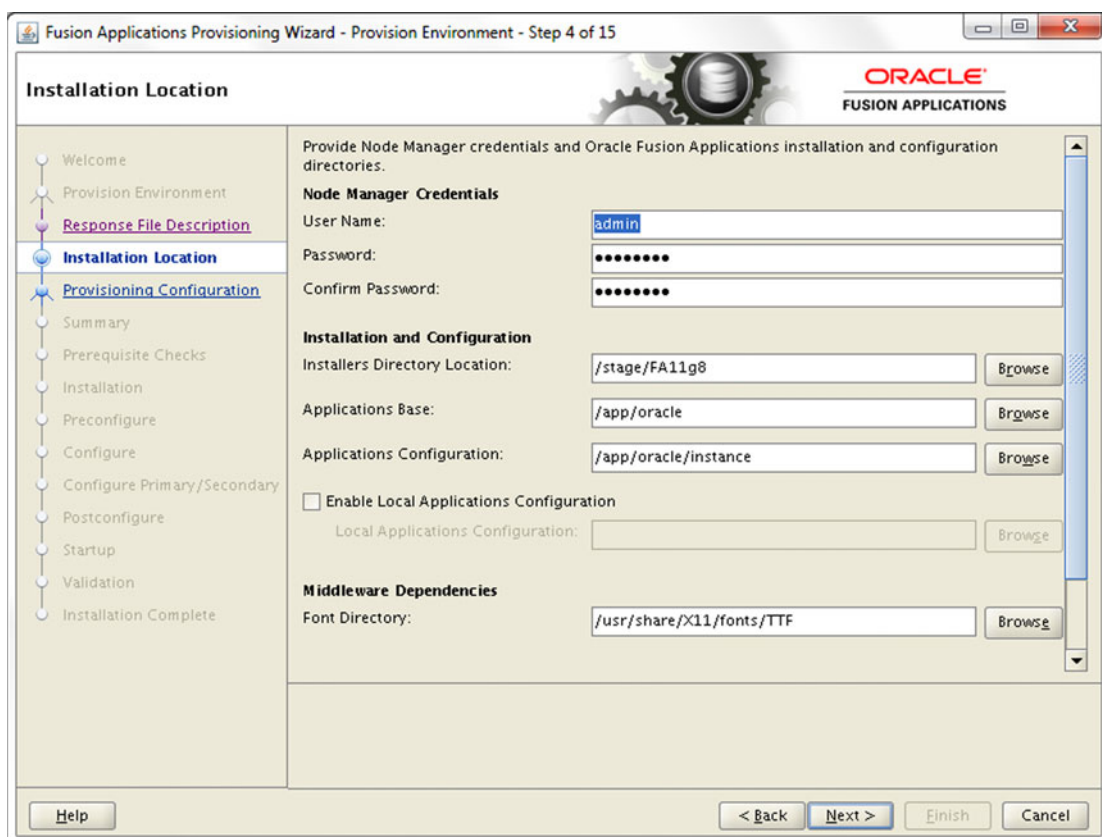 Fusion Applications Provisioning Wizard - Provision Environment - Step 4 of 15
Installation Location
ORACLE
FUSION APPLICATIONS
Welcome
Provision Environment
Response File Description
Installation Location
Provisioning Configuration
Summary
Prerequisite Checks
Installation
Preconfigure
Configure
Configure Primary/Secondary
Postconfigure
Startup
Validation
Installation Complete
Provide Node Manager credentials and Oracle Fusion Applications installation and configuration
directories.
Node Manager Credentials
User Name: admin
Password: ●●●●●●●●
Confirm Password: ●●●●●●●●
Installation and Configuration
Installers Directory Location: /stage/FA11g8 Browse
Applications Base: /app/oracle Browse
Applications Configuration: /app/oracle/instance Browse
Enable Local Applications Configuration
Local Applications Configuration: Browse
Middleware Dependencies
Font Directory: /usr/share/X11/fonts/TTF Browse
Help < Back Next > Finish Cancel